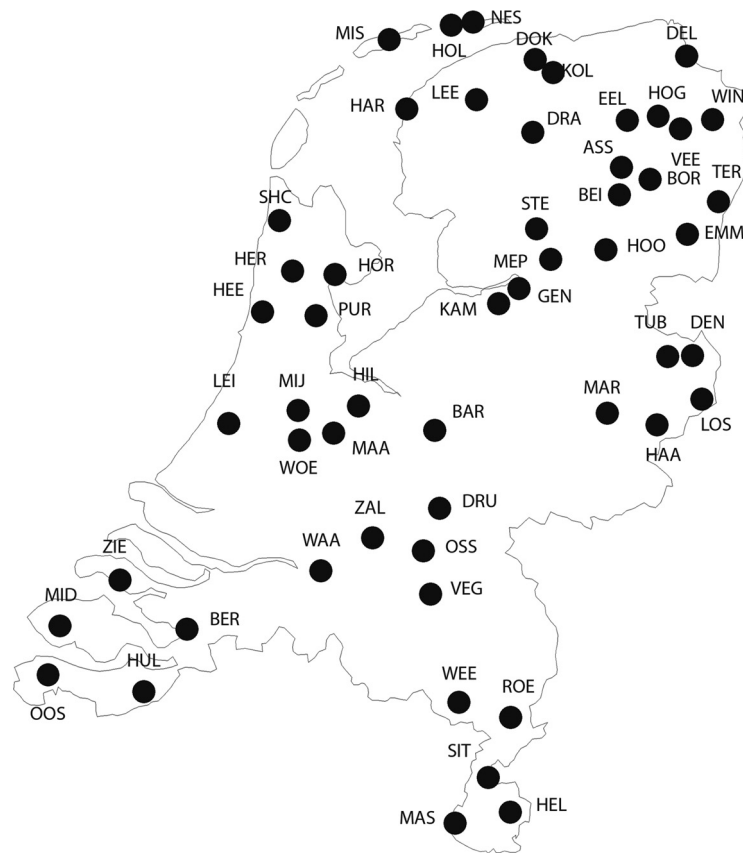 NES
MIS
HOL
DOK
DEL
KOL
LEE
HOG
HAR
EEL
WIN
DRA
ASS
VEE
BOR
TER
BEI
SHC
STE
EMM
HOO
HER
HOR
MEP
HEE
GEN
KAM
PUR
TUB
DEN
LEI
MIJ
HIL
MAR
BAR
LOS
MAA
WOE
HAA
DRU
ZAL
WAA
OSS
ZIE
VEG
MID
BER
HUL
WEE
ROE
OOS
SIT
HEL
MAS